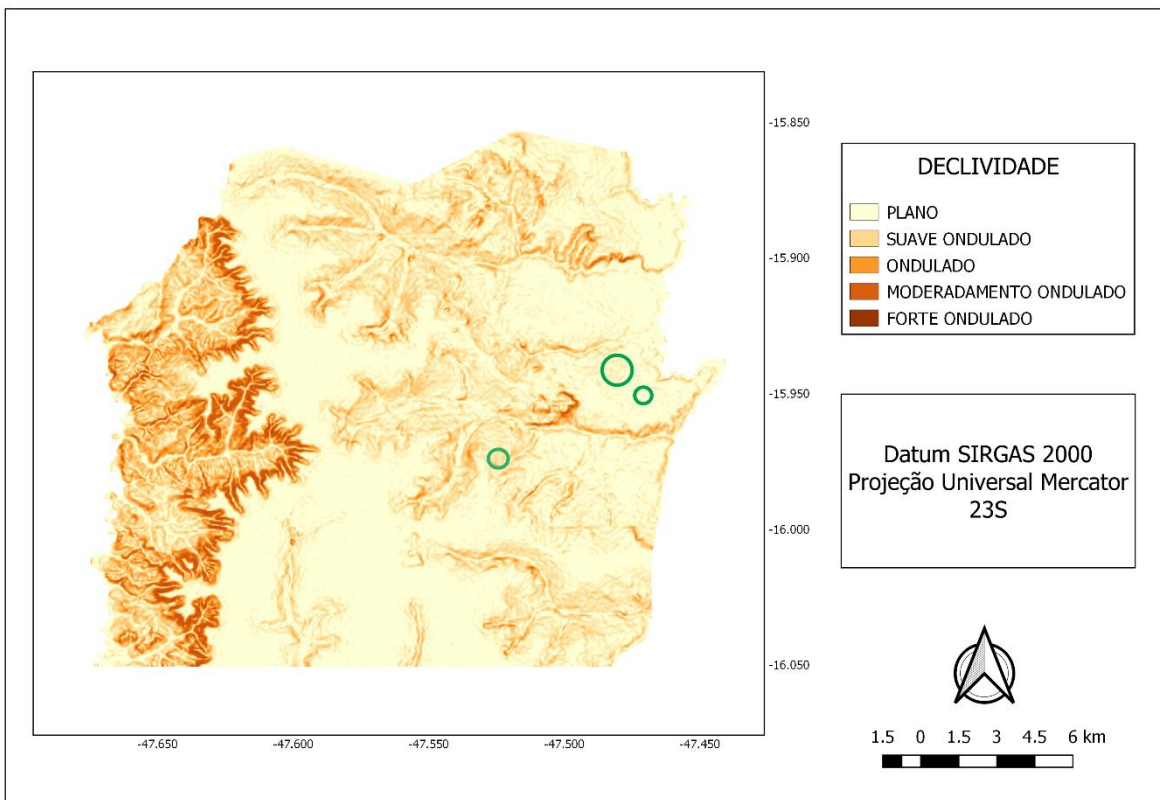 -15.850
-15.900
-15.950
-16.000
-16.050
-47.650
-47.600
-47.550
-47.500
-47.450
DECLIVIDADE
PLANO
SUAVE ONDULADO
ONDULADO
MODERADAMENTO ONDULADO
FORTE ONDULADO
Datum SIRGAS 2000
Projeção Universal Mercator
23S
1.5 0 1.5 3 4.5 6 km